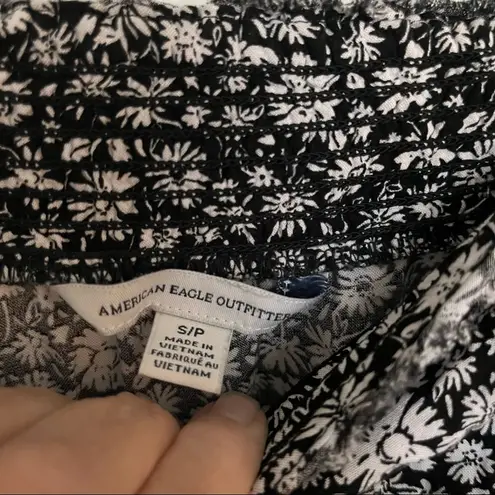 AMERICAN EAGLE OUTFITTERS
S/P
MADE IN
VIETNAM
FABRIQUÉ AU
VIETNAM